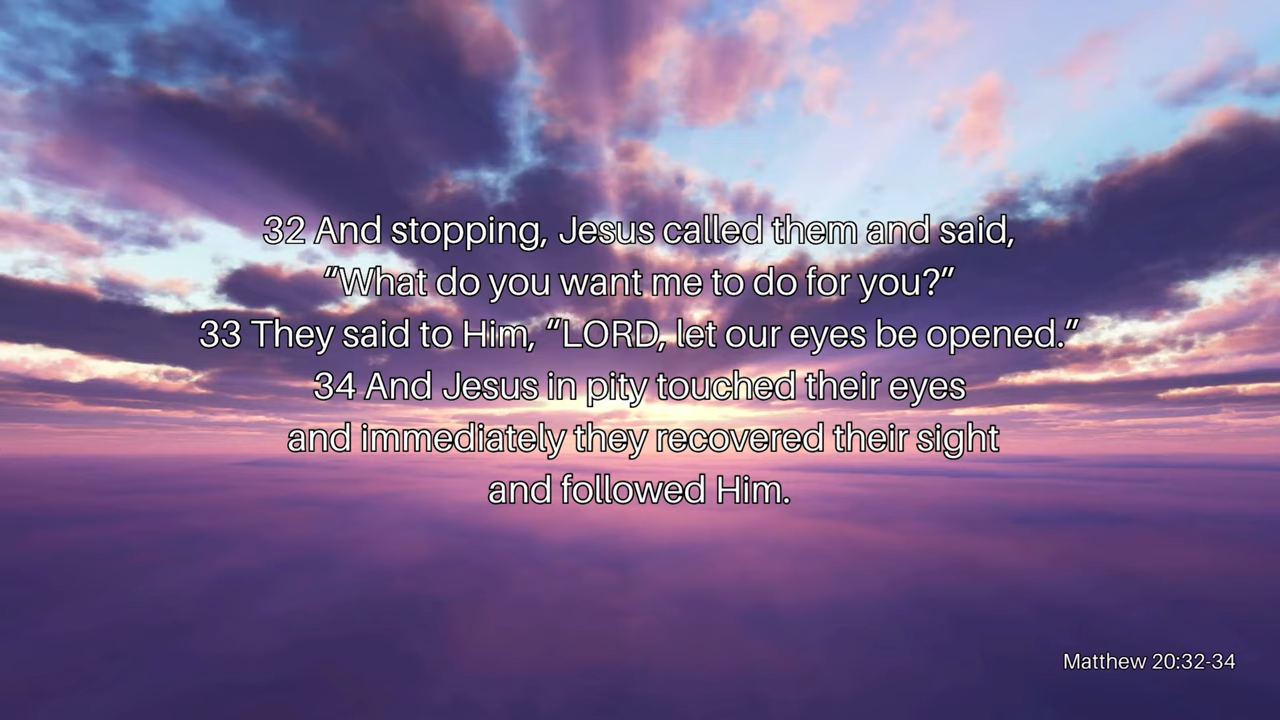 32 And stopping, Jesus called them and said,
“What do you want me to do for you?”
33 They said to Him, “LORD, let our eyes be opened.”
34 And Jesus in pity touched their eyes
and immediately they recovered their sight
and followed Him.
Matthew 20:32-34